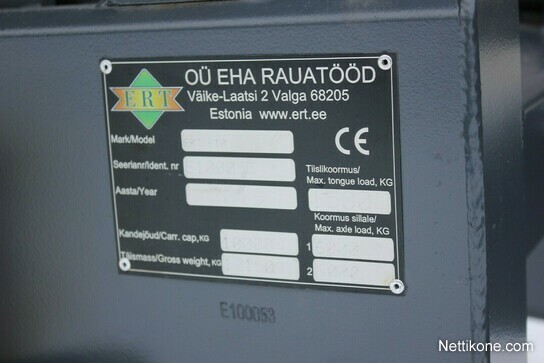 ERT
OÜ EHA RAUATÖÖD
Väike-Laatsi 2 Valga 68205
Estonia www.ert.ee
Mark/Model
CE
Seerianr/Ident. nr
Tiislikoormus/
Max. tongue load, KG
Aasta/Year
Koormus sillale/
Max. axle load, KG
Kandejõud/Carr. cap, KG
1
Täismass/Gross weight, KG
2
E100053
Nettikone.com